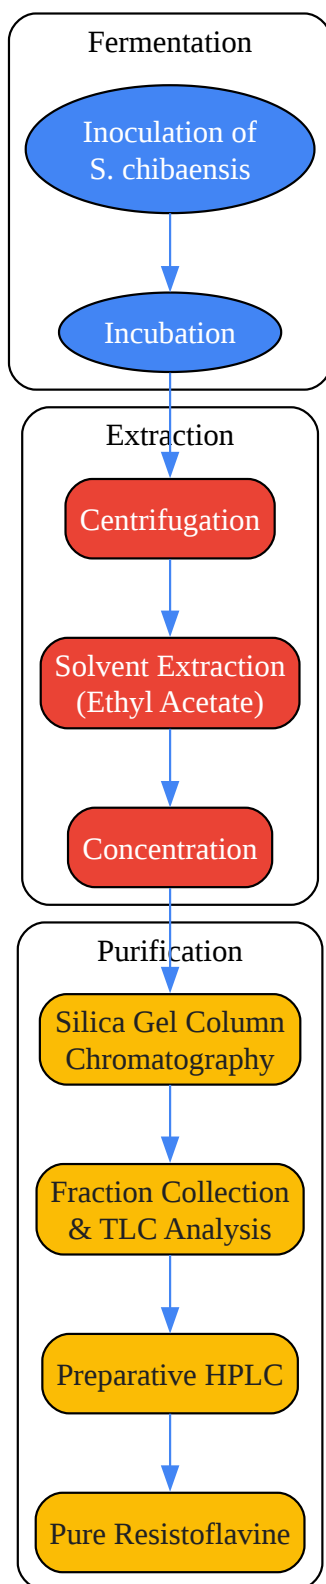 Fermentation
Inoculation of
S. chibaensis
Incubation
Extraction
Centrifugation
Solvent Extraction
(Ethyl Acetate)
Concentration
Purification
Silica Gel Column
Chromatography
Fraction Collection
& TLC Analysis
Preparative HPLC
Pure Resistoflavine